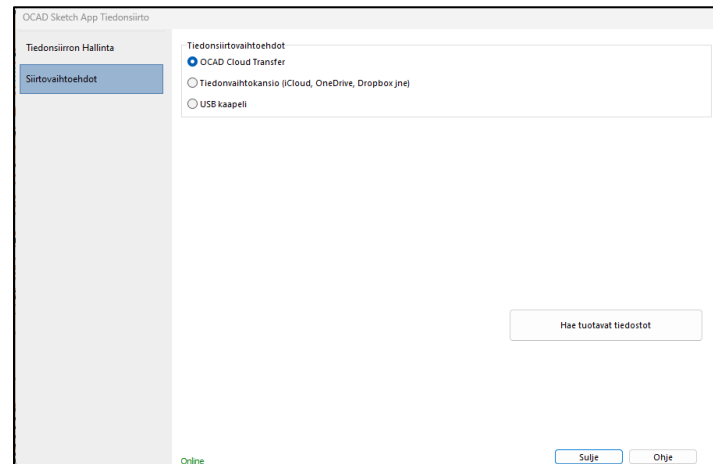 OCAD Sketch App Tiedonsiirto
Tiedonsiirron Hallinta
Siirtovaihtoehdot
Tiedonsiirtovaihtoehdot
OCAD Cloud Transfer
Tiedonvaihtokansio (iCloud, OneDrive, Dropbox jne)
USB kaapeli
Hae tuotavat tiedostot
Online
Sulje
Ohje